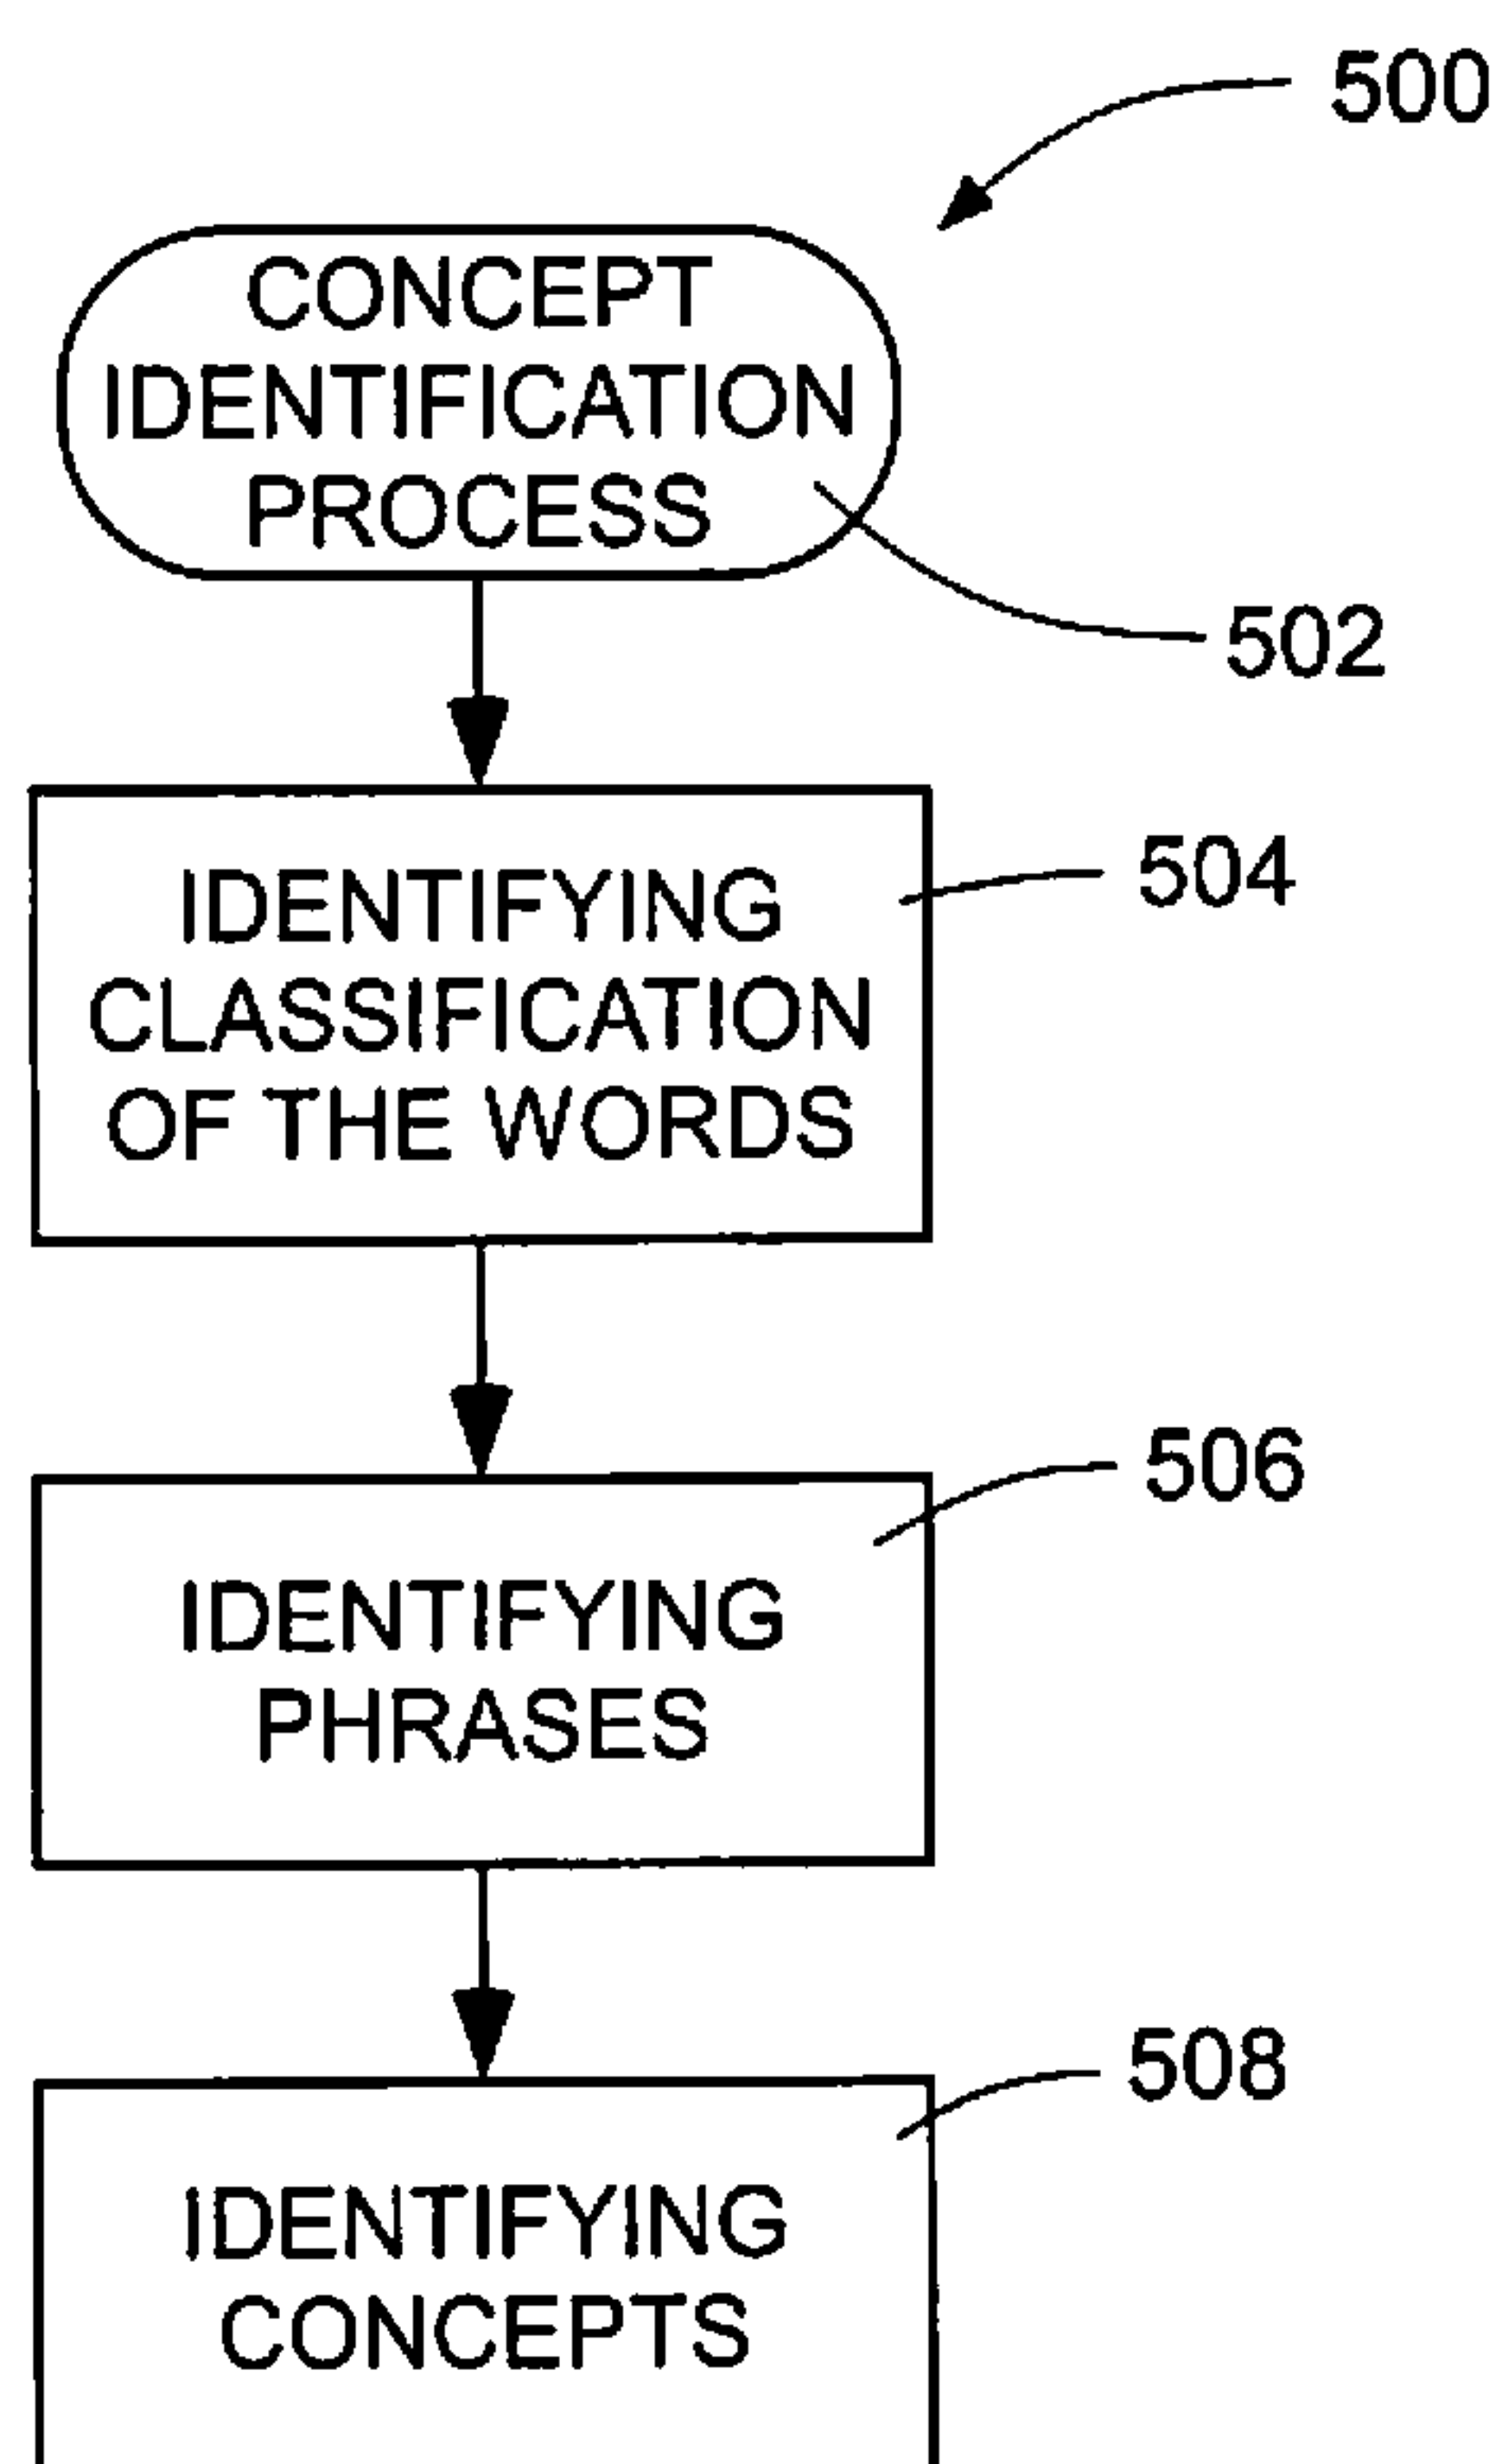 500
CONCEPT
IDENTIFICATION
PROCESS
502
504
IDENTIFYING
CLASSIFICATION
OF THE WORDS
506
IDENTIFYING
PHRASES
508
IDENTIFYING
CONCEPTS